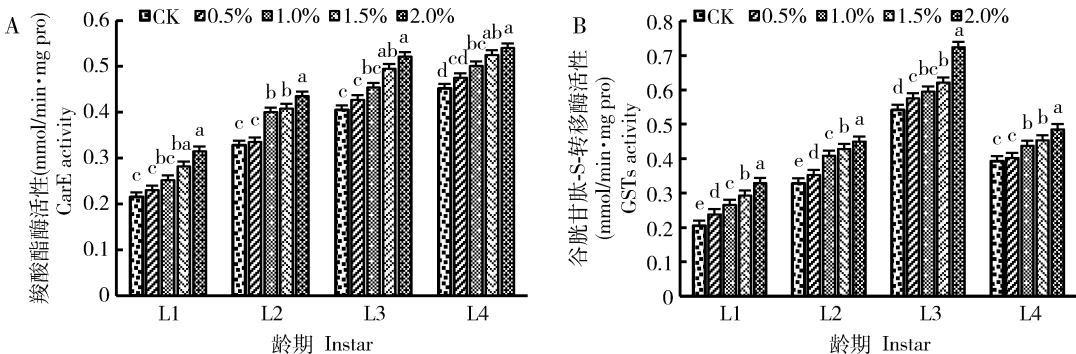 A
CK 0.5% 1.0% 1.5% 2.0%
羧酸酯酶活性(mmol/min·mg pro)
CarE activity
0.6
0.5
0.4
0.3
0.2
0.1
0
c c bc ba a
c c b b a
c c bc ab a
d cd bc ab a
L1 L2 L3 L4
龄期 Instar
B
CK 0.5% 1.0% 1.5% 2.0%
谷胱甘肽-S-转移酶活性
(mmol/min·mg pro)
GSTs activity
0.8
0.7
0.6
0.5
0.4
0.3
0.2
0.1
0
e d c b a
e d c b a
d c bc b a
c c b b a
L1 L2 L3 L4
龄期 Instar